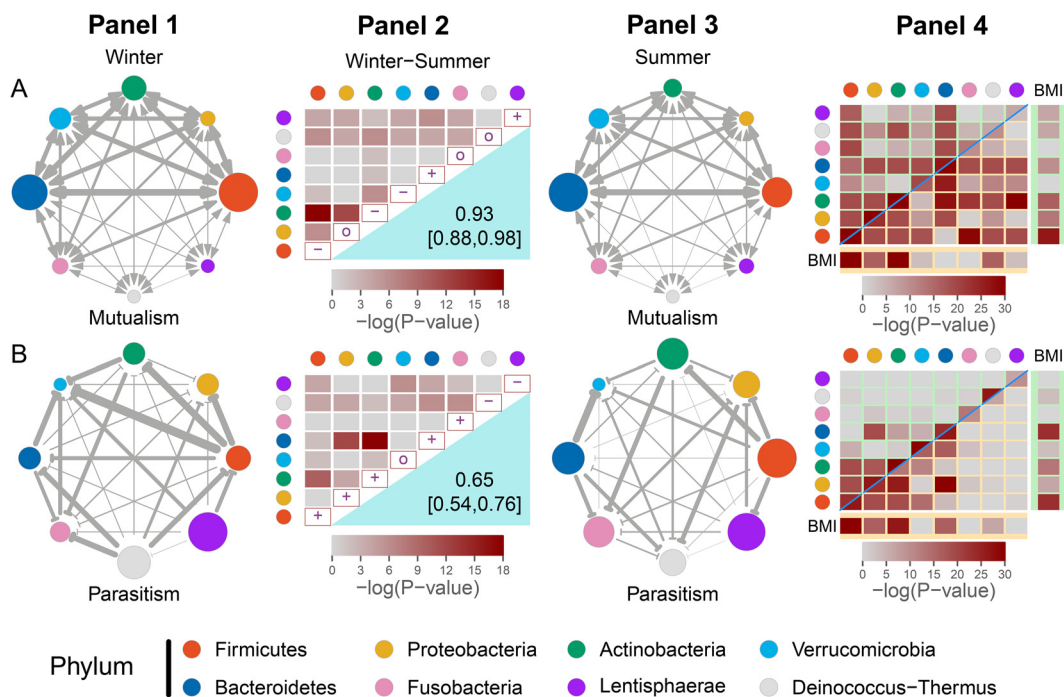 Panel 1
Panel 2
Panel 3
Panel 4
Winter
Winter−Summer
Summer
A
BMI
+
o
o
+
−
−
o
−
0.93
[0.88,0.98]
BMI
0 3 6 9 12 15 18
−log(P−value)
0 5 10 15 20 25 30
−log(P−value)
Mutualism
Mutualism
B
BMI
−
−
+
+
o
+
+
+
0.65
[0.54,0.76]
BMI
0 3 6 9 12 15 18
−log(P−value)
0 5 10 15 20 25 30
−log(P−value)
Parasitism
Parasitism
Phylum
Firmicutes
Proteobacteria
Actinobacteria
Verrucomicrobia
Bacteroidetes
Fusobacteria
Lentisphaerae
Deinococcus−Thermus